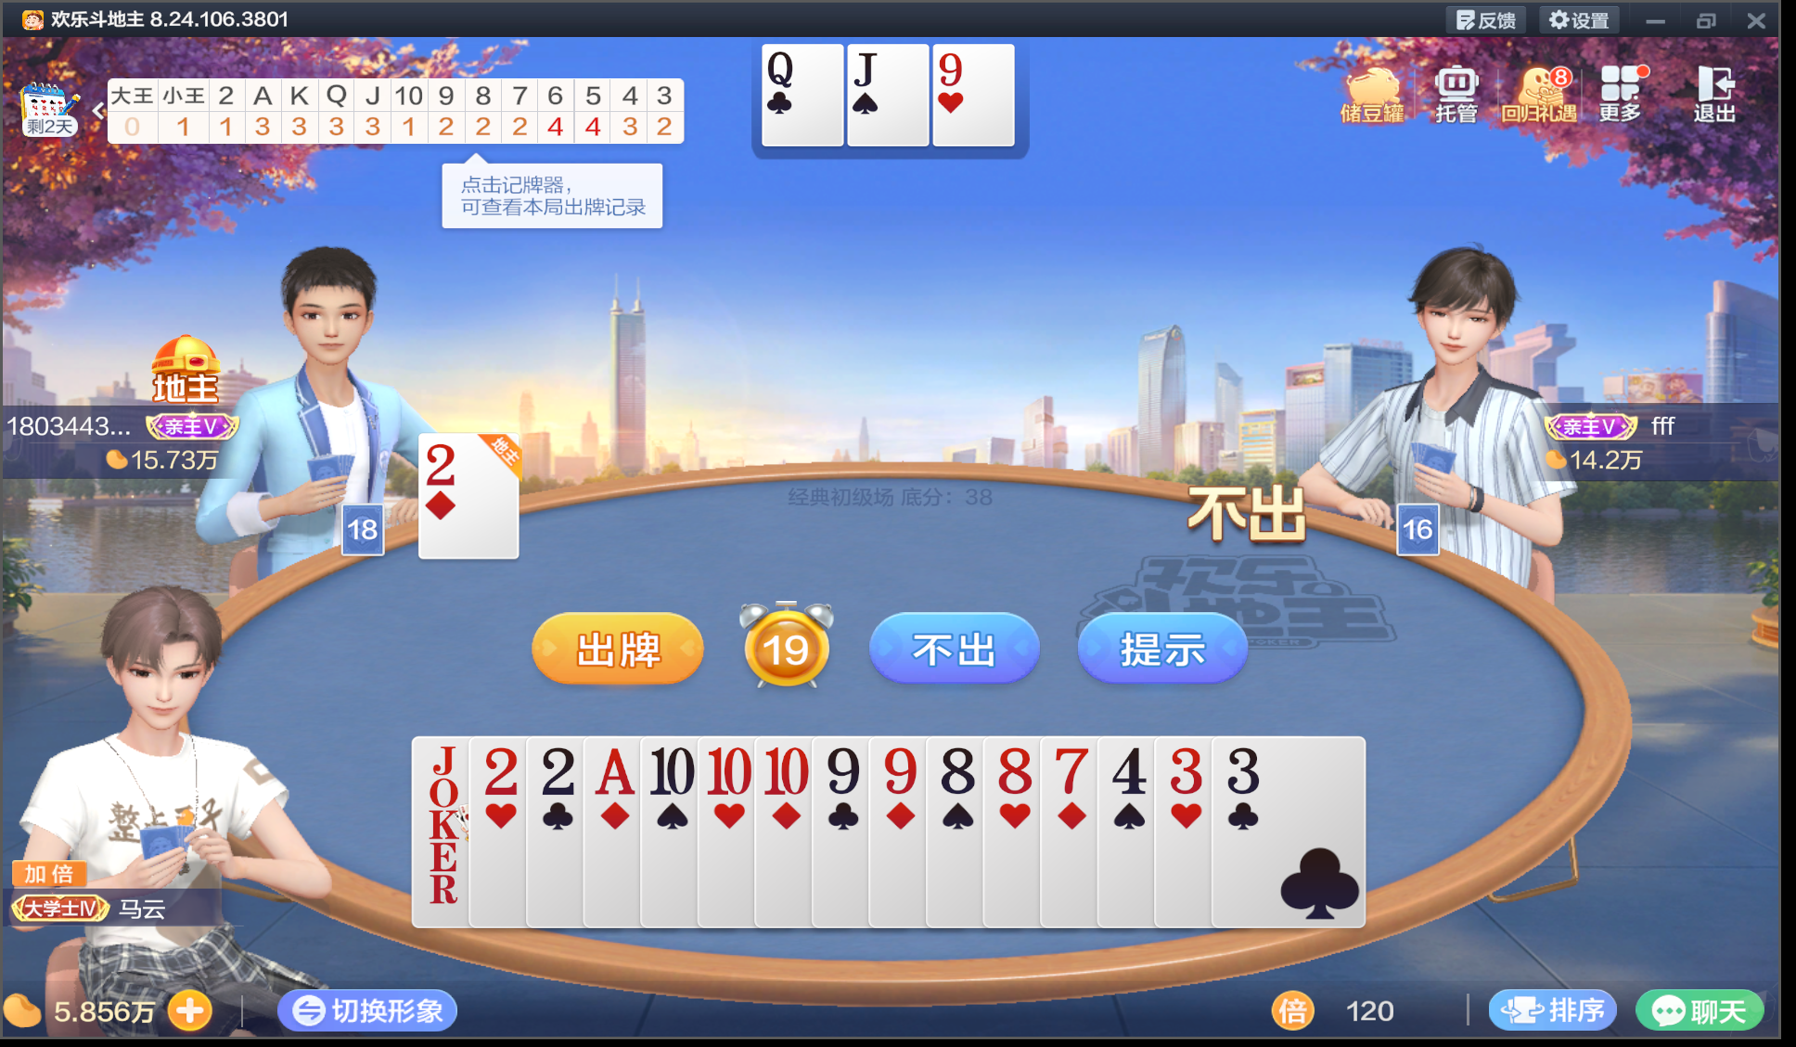 欢乐斗地主 8.24.106.3801
反馈
设置
剩2天
大王 小王 2 A K Q J 10 9 8 7 6 5 4 3
0 1 1 3 3 3 3 1 2 2 2 4 4 3 2
点击记牌器,
可查看本局出牌记录
Q J 9
储豆罐
托管
回归礼遇
8
更多
退出
地主
1803443... 亲王V
15.73万
18
2
地主
经典初级场 底分: 38
不出
亲王V fff
14.2万
16
欢乐
斗地主
POKER
出牌
19
不出
提示
JOKER 2 2 A 10 10 10 9 9 8 8 7 4 3 3
加倍
大学士IV 马云
5.856万
切换形象
倍 120
排序
聊天